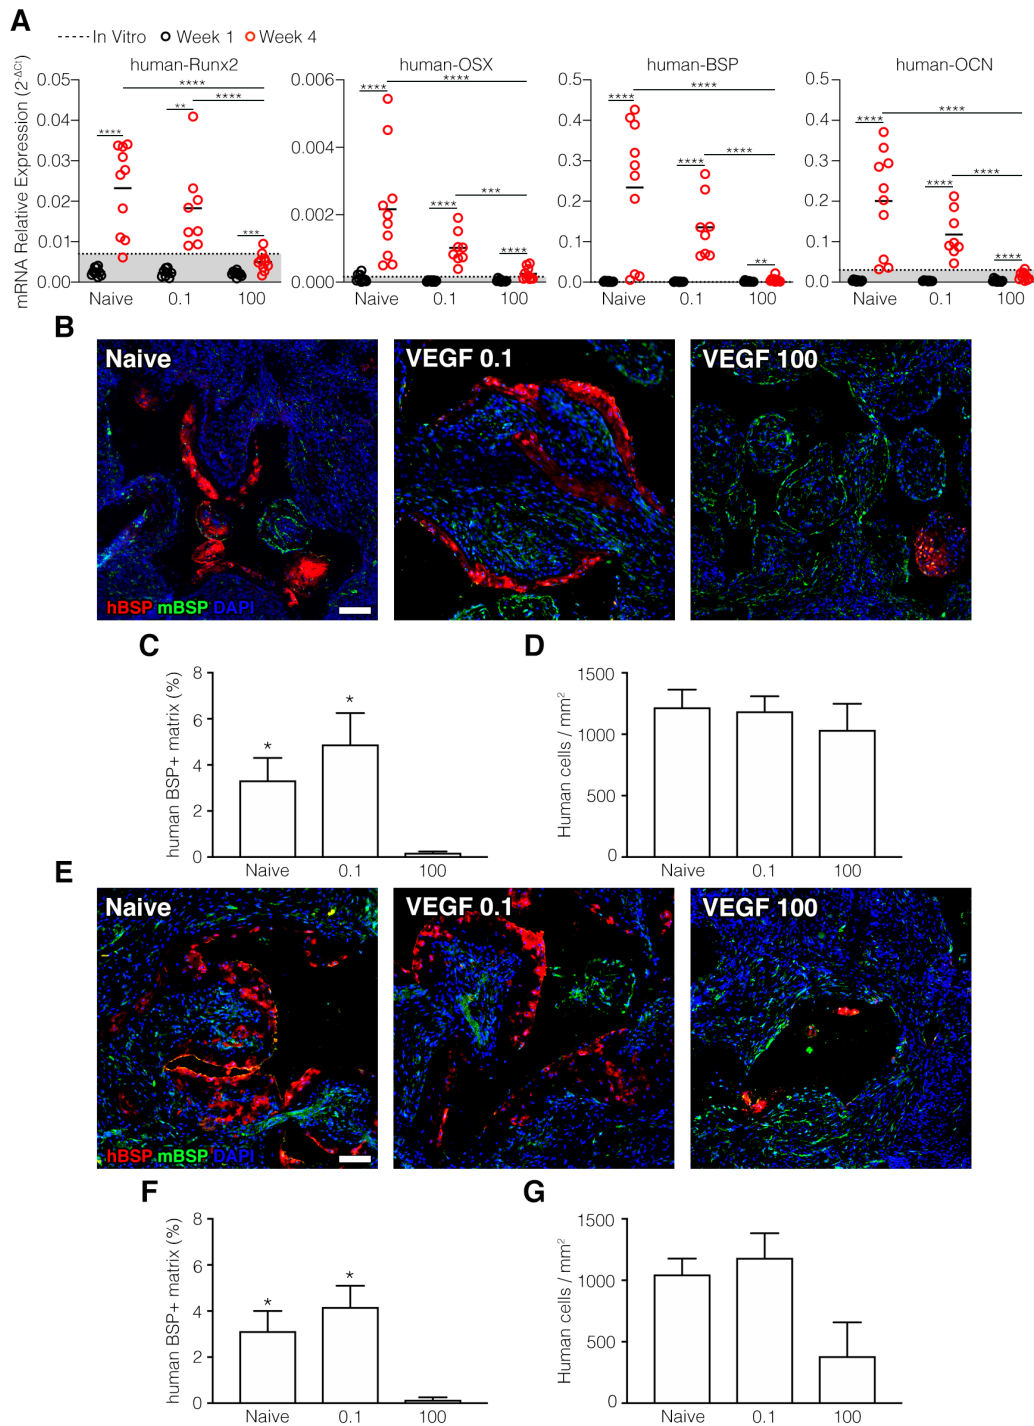 A
In Vitro Week 1 Week 4
human-Runx2 human-OSX human-BSP human-OCN
mRNA Relative Expression (2^-ΔCt)
0.05 0.006 0.5 0.5
0.04 0.4 0.4
0.03 0.004 0.3 0.3
0.02 0.002 0.2 0.2
0.01 0.1 0.1
0.00 0.000 0.0 0.0
**** ** **** **** ***
**** **** **** *** ****
**** **** **** **** **
**** **** **** **** ****
Naive 0.1 100 Naive 0.1 100 Naive 0.1 100 Naive 0.1 100
B
Naive VEGF 0.1 VEGF 100
hBSP mBSP DAPI
C
human BSP+ matrix (%)
8
6
4
2
0
* *
Naive 0.1 100
D
Human cells / mm²
1500
1000
500
0
Naive 0.1 100
E
Naive VEGF 0.1 VEGF 100
hBSP mBSP DAPI
F
human BSP+ matrix (%)
8
6
4
2
0
* *
Naive 0.1 100
G
Human cells / mm²
1500
1000
500
0
Naive 0.1 100